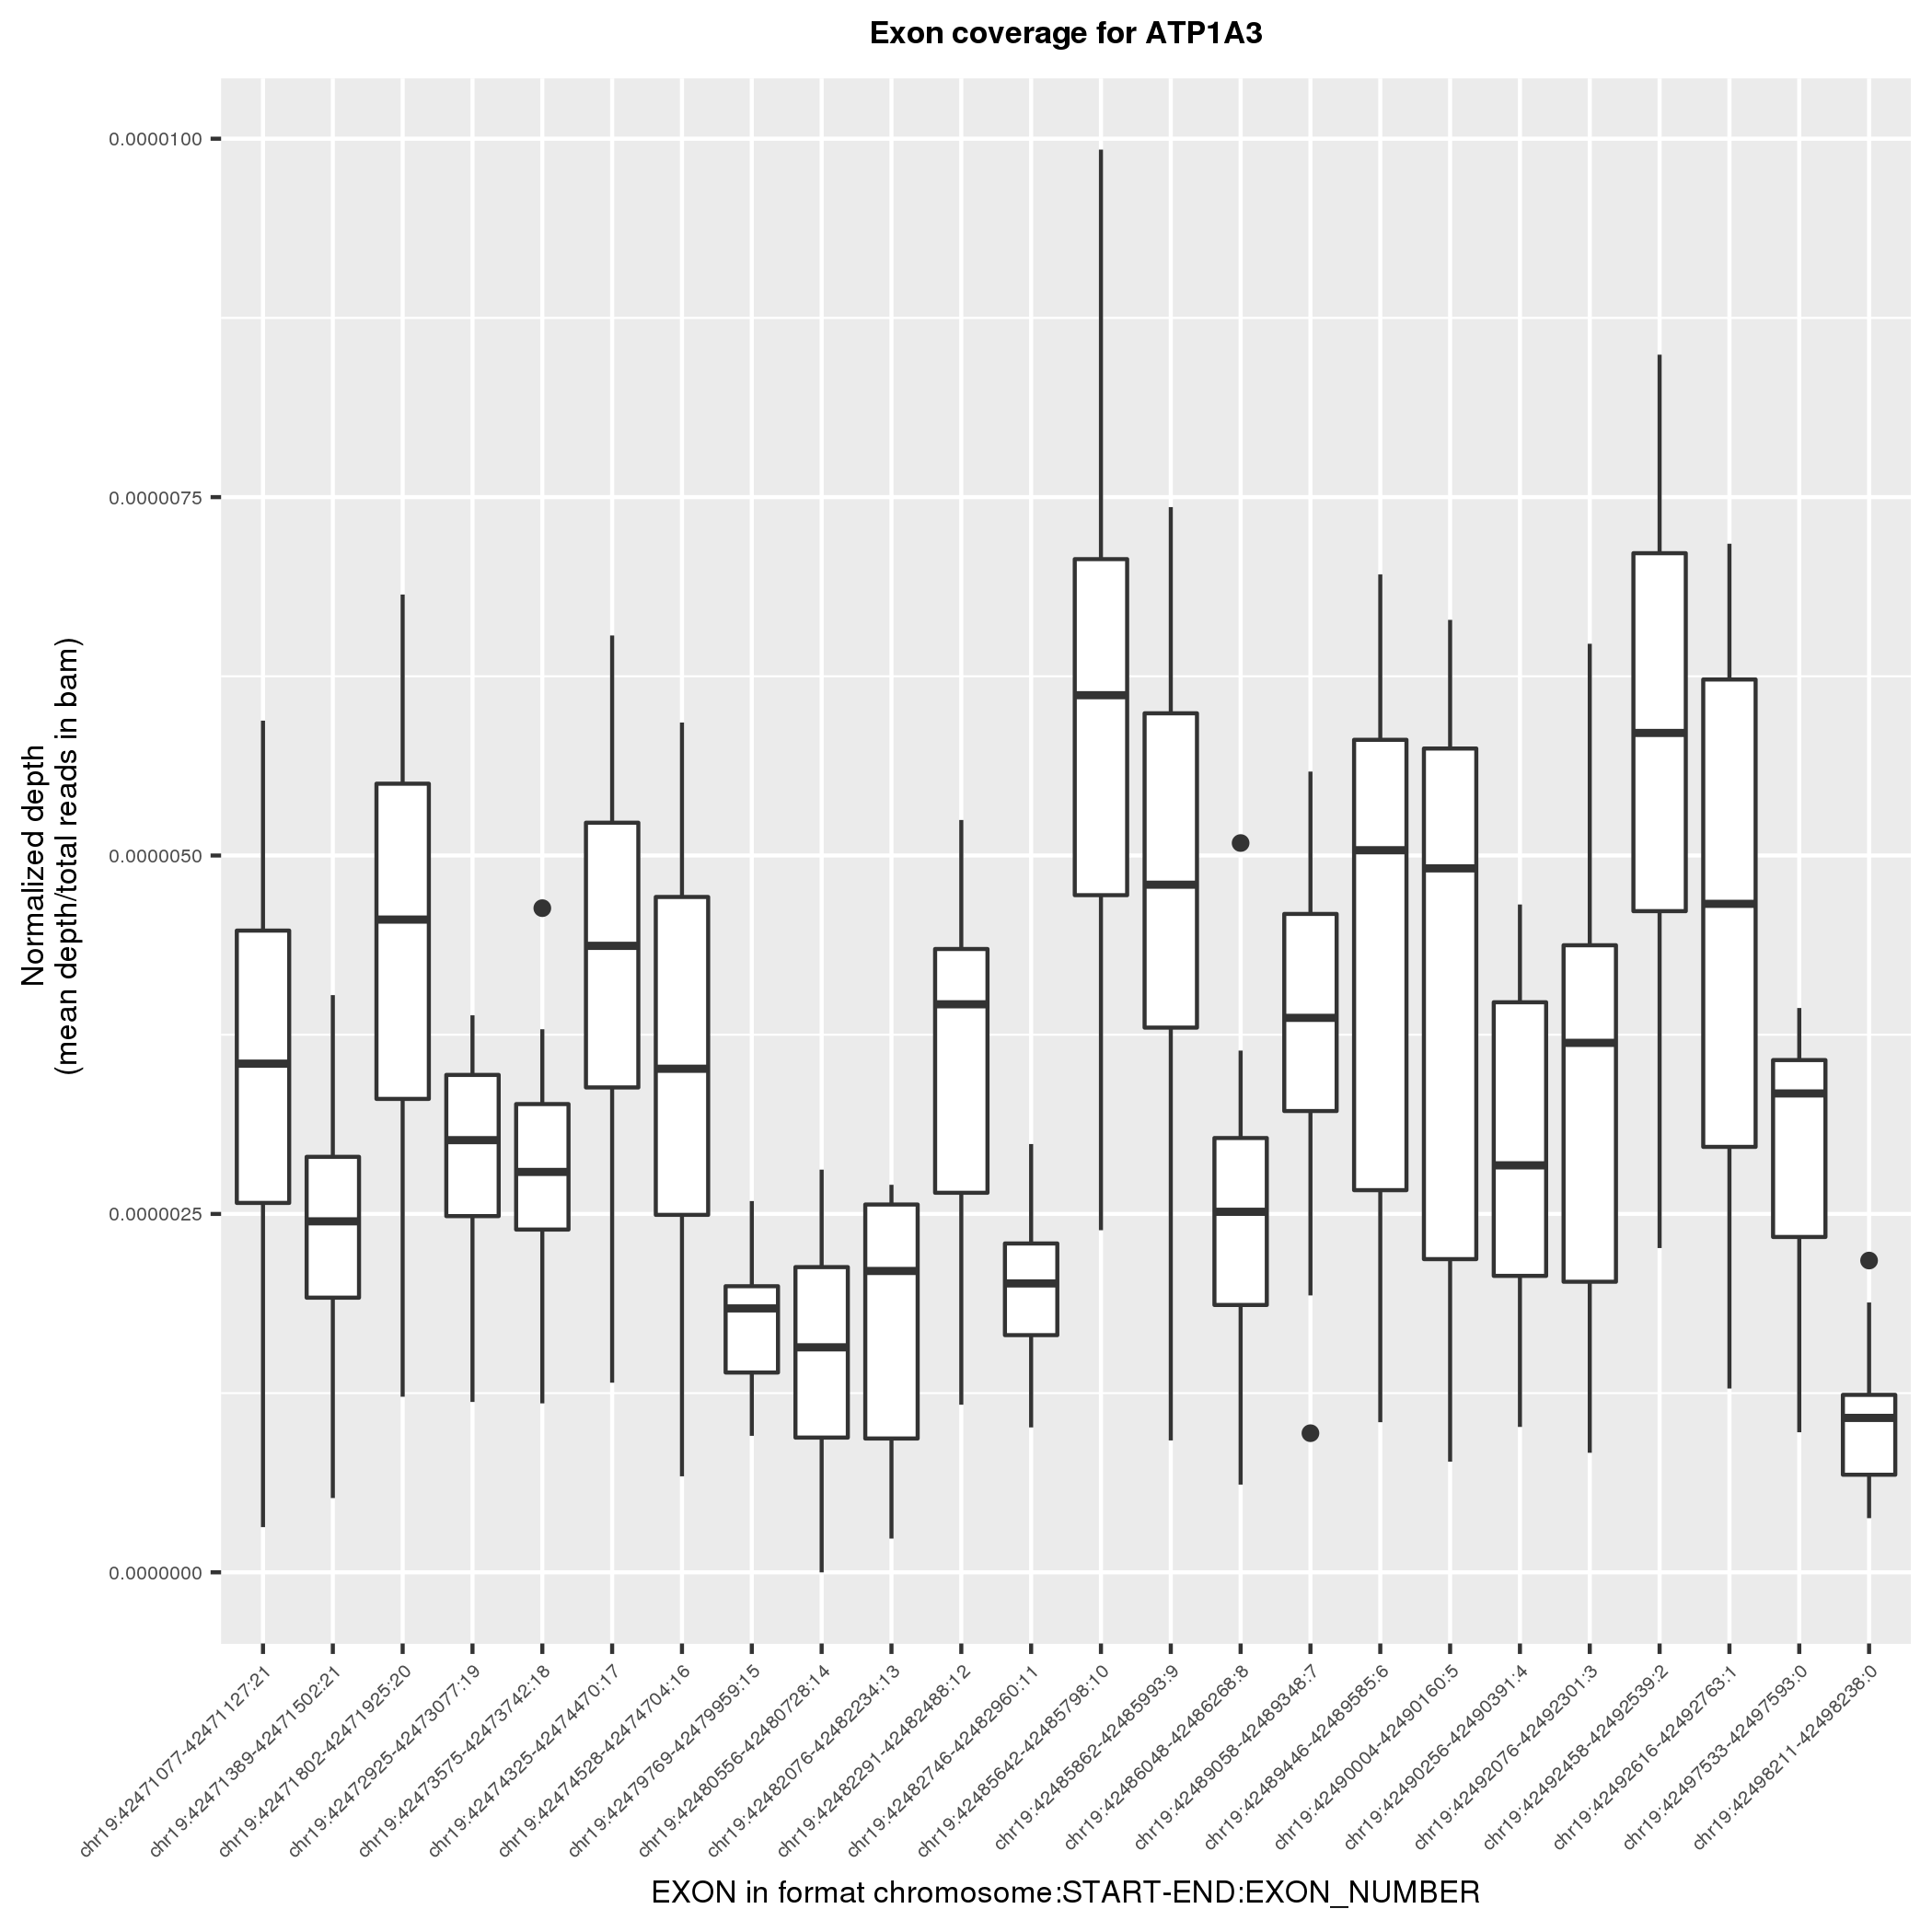 Exon coverage for ATP1A3
Normalized depth
(mean depth/total reads in bam)
0.0000100
0.0000075
0.0000050
0.0000025
0.0000000
chr19:42471077-42471127:21
chr19:42471389-42471502:21
chr19:42471802-42471925:20
chr19:42472925-42473077:19
chr19:42473575-42473742:18
chr19:42474325-42474470:17
chr19:42474528-42474704:16
chr19:42479769-42479959:15
chr19:42480556-42480728:14
chr19:42482076-42482234:13
chr19:42482291-42482488:12
chr19:42482746-42482960:11
chr19:42485642-42485798:10
chr19:42485862-42485993:9
chr19:42486048-42486268:8
chr19:42489058-42489348:7
chr19:42489446-42489585:6
chr19:42490004-42490160:5
chr19:42490256-42490391:4
chr19:42492076-42492301:3
chr19:42492458-42492539:2
chr19:42492616-42492763:1
chr19:42497533-42497593:0
chr19:42498211-42498238:0
EXON in format chromosome:START-END:EXON_NUMBER